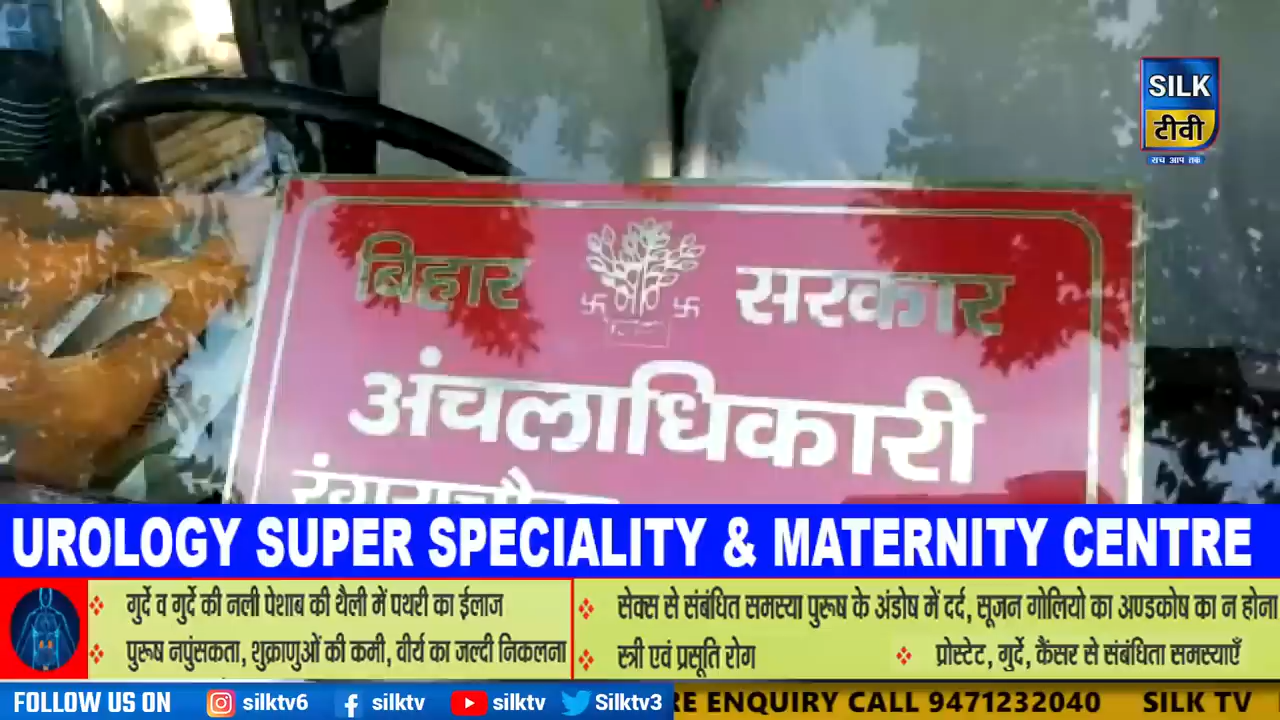 SILK
टीवी
सच आप तक
बिहार सरकार
अंचलाधिकारी
UROLOGY SUPER SPECIALITY & MATERNITY CENTRE
❖ गुर्दे व गुर्दे की नली पेशाब की थैली में पथरी का ईलाज
❖ पुरूष नपुंसकता, शुक्राणुओं की कमी, वीर्य का जल्दी निकलना
❖ सेक्स से संबंधित समस्या पुरूष के अंडोष में दर्द, सूजन गोलियो का अण्डकोष का न होना
❖ स्त्री एवं प्रसूति रोग ❖ प्रोस्टेट, गुर्दे, कैंसर से संबंधिता समस्याएँ
FOLLOW US ON silktv6 silktv silktv Silktv3 RE ENQUIRY CALL 9471232040 SILK TV